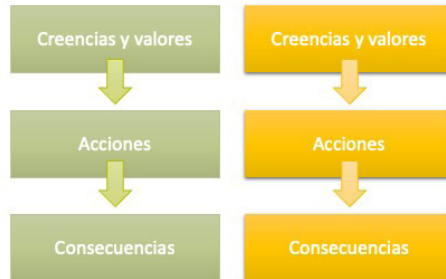 Creencias y valores
Creencias y valores
Acciones
Acciones
Consecuencias
Consecuencias